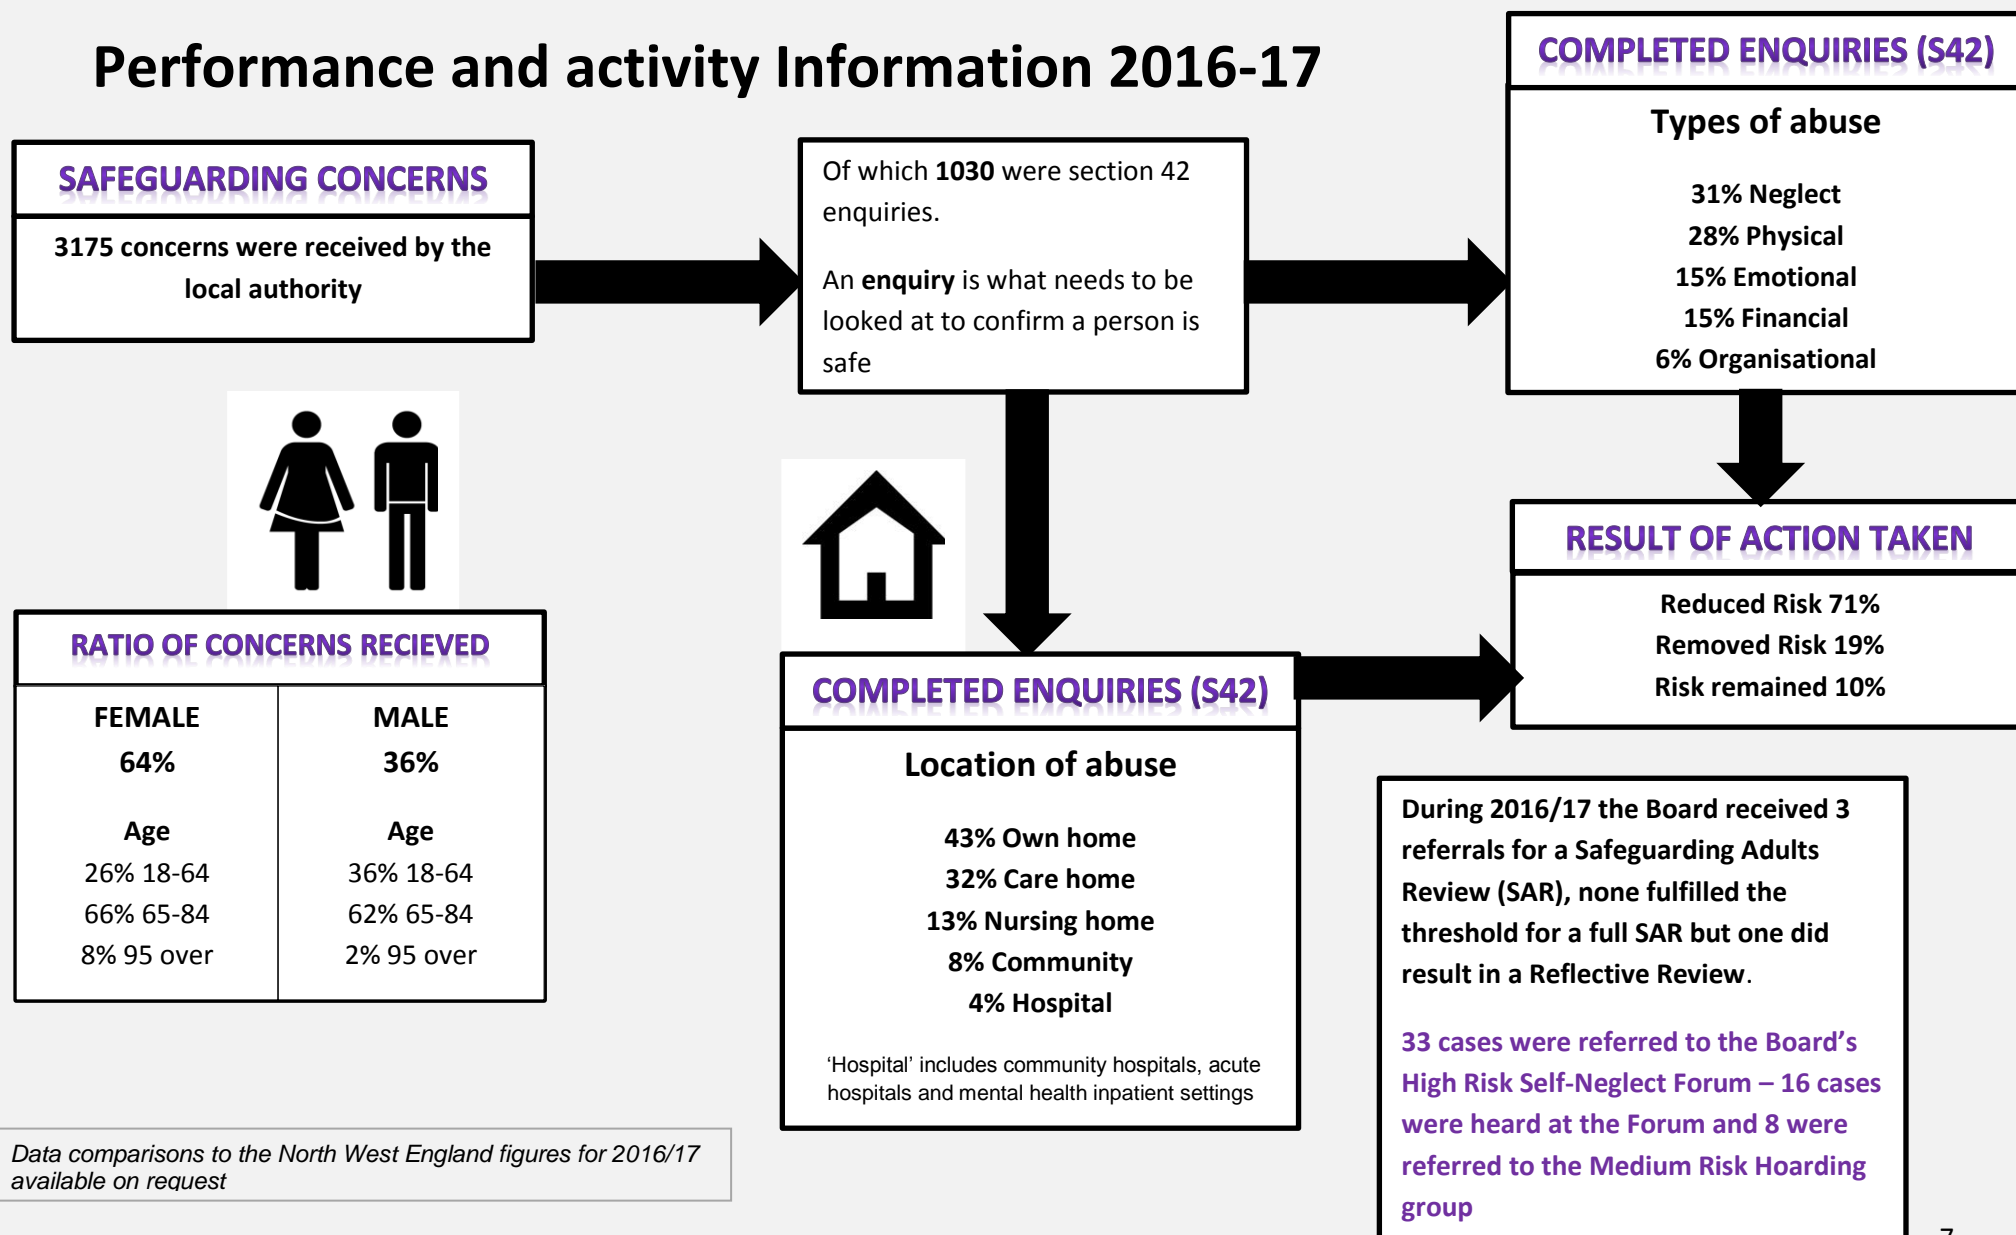 Performance and activity Information 2016-17
SAFEGUARDING CONCERNS
3175 concerns were received by the
local authority
Of which 1030 were section 42
enquiries.
An enquiry is what needs to be
looked at to confirm a person is
safe
COMPLETED ENQUIRIES (S42)
Types of abuse
31% Neglect
28% Physical
15% Emotional
15% Financial
6% Organisational
RATIO OF CONCERNS RECIEVED
FEMALE
64%
Age
26% 18-64
66% 65-84
8% 95 over
MALE
36%
Age
36% 18-64
62% 65-84
2% 95 over
COMPLETED ENQUIRIES (S42)
Location of abuse
43% Own home
32% Care home
13% Nursing home
8% Community
4% Hospital
‘Hospital’ includes community hospitals, acute
hospitals and mental health inpatient settings
RESULT OF ACTION TAKEN
Reduced Risk 71%
Removed Risk 19%
Risk remained 10%
During 2016/17 the Board received 3
referrals for a Safeguarding Adults
Review (SAR), none fulfilled the
threshold for a full SAR but one did
result in a Reflective Review.
33 cases were referred to the Board’s
High Risk Self-Neglect Forum – 16 cases
were heard at the Forum and 8 were
referred to the Medium Risk Hoarding
group
Data comparisons to the North West England figures for 2016/17
available on request
7